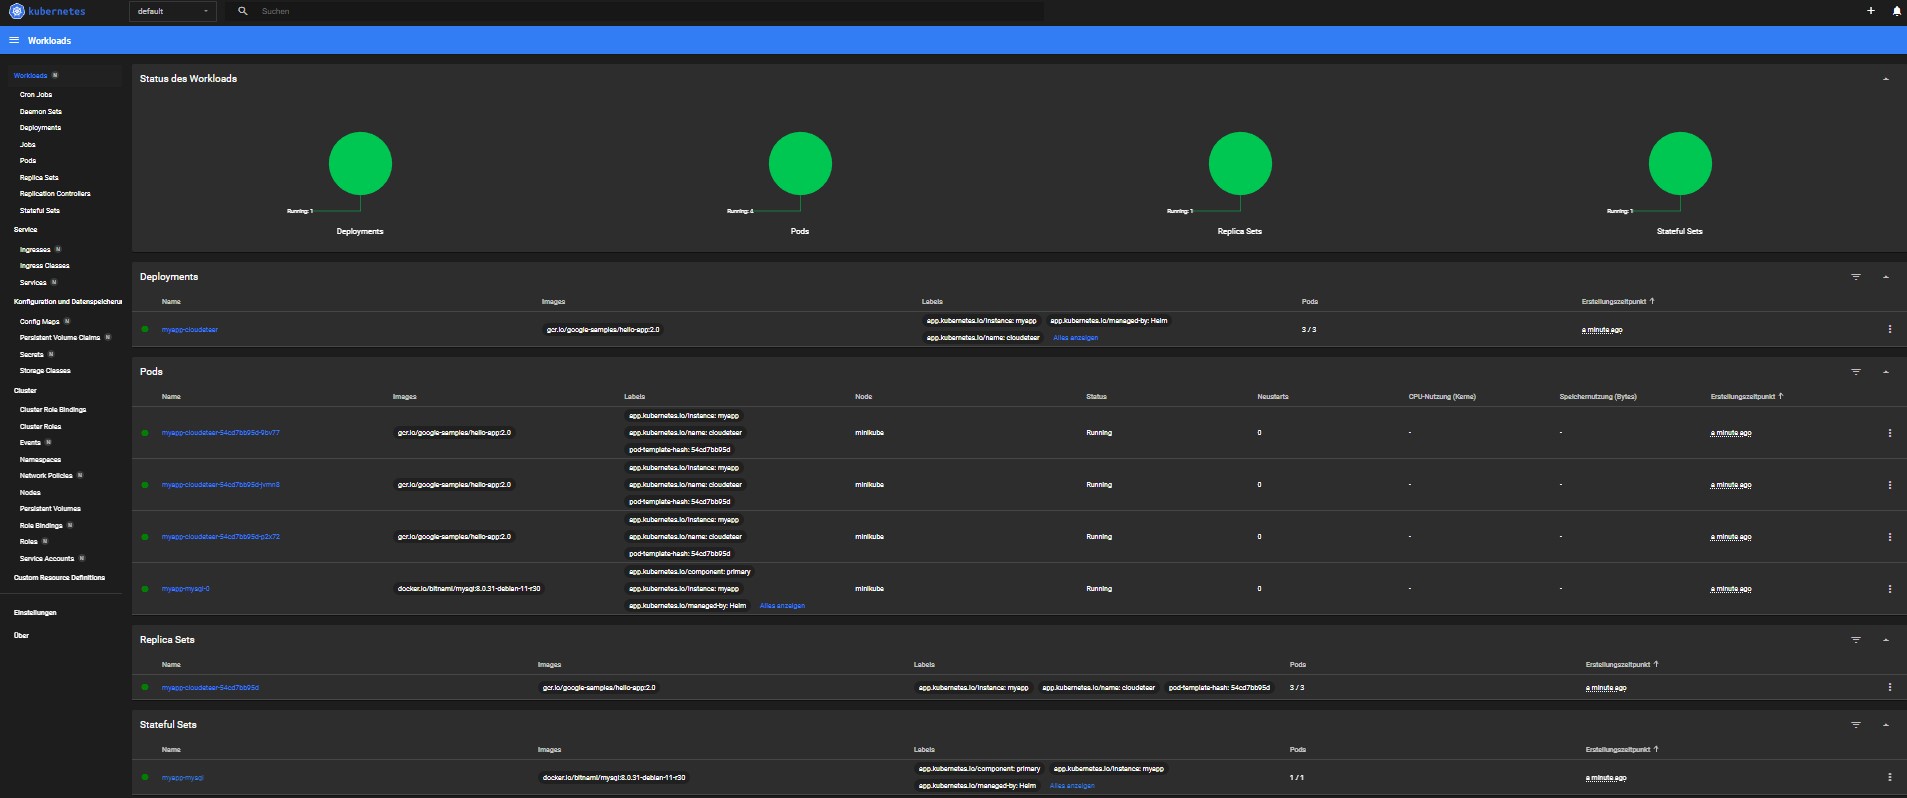 kubernetes default Suchen
Workloads
Workloads N
Cron Jobs
Daemon Sets
Deployments
Jobs
Pods
Replica Sets
Replication Controllers
Stateful Sets
Service
Ingresses N
Ingress Classes
Services N
Konfiguration und Datenspeicheru
Config Maps N
Persistent Volume Claims N
Secrets N
Storage Classes
Cluster
Cluster Role Bindings
Cluster Roles
Events N
Namespaces
Network Policies N
Nodes
Persistent Volumes
Role Bindings N
Roles N
Service Accounts N
Custom Resource Definitions
Einstellungen
Über
Status des Workloads
Running: 1 Running: 4 Running: 1 Running: 1
Deployments Pods Replica Sets Stateful Sets
Deployments
Name Images Labels Pods Erstellungszeitpunkt
myapp-cloudeteer gcr.io/google-samples/hello-app:2.0 app.kubernetes.io/instance: myapp app.kubernetes.io/managed-by: Helm 3 / 3 a minute ago
app.kubernetes.io/name: cloudeteer Alles anzeigen
Pods
Name Images Labels Node Status Neustarts CPU-Nutzung (Kerne) Speichernutzung (Bytes) Erstellungszeitpunkt
app.kubernetes.io/instance: myapp
myapp-cloudeteer-54cd7bb95d-9bv77 gcr.io/google-samples/hello-app:2.0 app.kubernetes.io/name: cloudeteer minikube Running 0 - - a minute ago
pod-template-hash: 54cd7bb95d
app.kubernetes.io/instance: myapp
myapp-cloudeteer-54cd7bb95d-jvmn8 gcr.io/google-samples/hello-app:2.0 app.kubernetes.io/name: cloudeteer minikube Running 0 - - a minute ago
pod-template-hash: 54cd7bb95d
app.kubernetes.io/instance: myapp
myapp-cloudeteer-54cd7bb95d-p2x72 gcr.io/google-samples/hello-app:2.0 app.kubernetes.io/name: cloudeteer minikube Running 0 - - a minute ago
pod-template-hash: 54cd7bb95d
app.kubernetes.io/component: primary
myapp-mysql-0 docker.io/bitnami/mysql:8.0.31-debian-11-r30 app.kubernetes.io/instance: myapp minikube Running 0 - - a minute ago
app.kubernetes.io/managed-by: Helm Alles anzeigen
Replica Sets
Name Images Labels Pods Erstellungszeitpunkt
myapp-cloudeteer-54cd7bb95d gcr.io/google-samples/hello-app:2.0 app.kubernetes.io/instance: myapp app.kubernetes.io/name: cloudeteer pod-template-hash: 54cd7bb95d 3 / 3 a minute ago
Stateful Sets
Name Images Labels Pods Erstellungszeitpunkt
myapp-mysql docker.io/bitnami/mysql:8.0.31-debian-11-r30 app.kubernetes.io/component: primary app.kubernetes.io/instance: myapp 1 / 1 a minute ago
app.kubernetes.io/managed-by: Helm Alles anzeigen